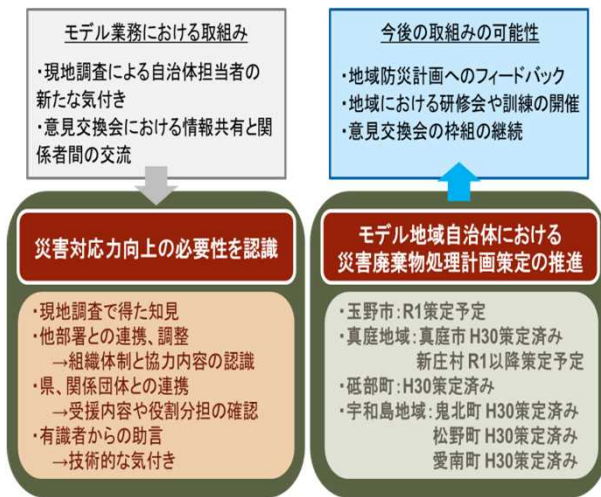 モデル業務における取組み
・現地調査による自治体担当者の
新たな気付き
・意見交換会における情報共有と関
係者間の交流
災害対応力向上の必要性を認識
・現地調査で得た知見
・他部署との連携、調整
→組織体制と協力内容の認識
・県、関係団体との連携
→受援内容や役割分担の確認
・有識者からの助言
→技術的な気付き
今後の取組みの可能性
・地域防災計画へのフィードバック
・地域における研修会や訓練の開催
・意見交換会の枠組の継続
モデル地域自治体における
災害廃棄物処理計画策定の推進
・玉野市:R1策定予定
・真庭地域:真庭市 H30策定済み
新庄村 R1以降策定予定
・砥部町:H30策定済み
・宇和島地域:鬼北町 H30策定済み
松野町 H30策定済み
愛南町 H30策定済み